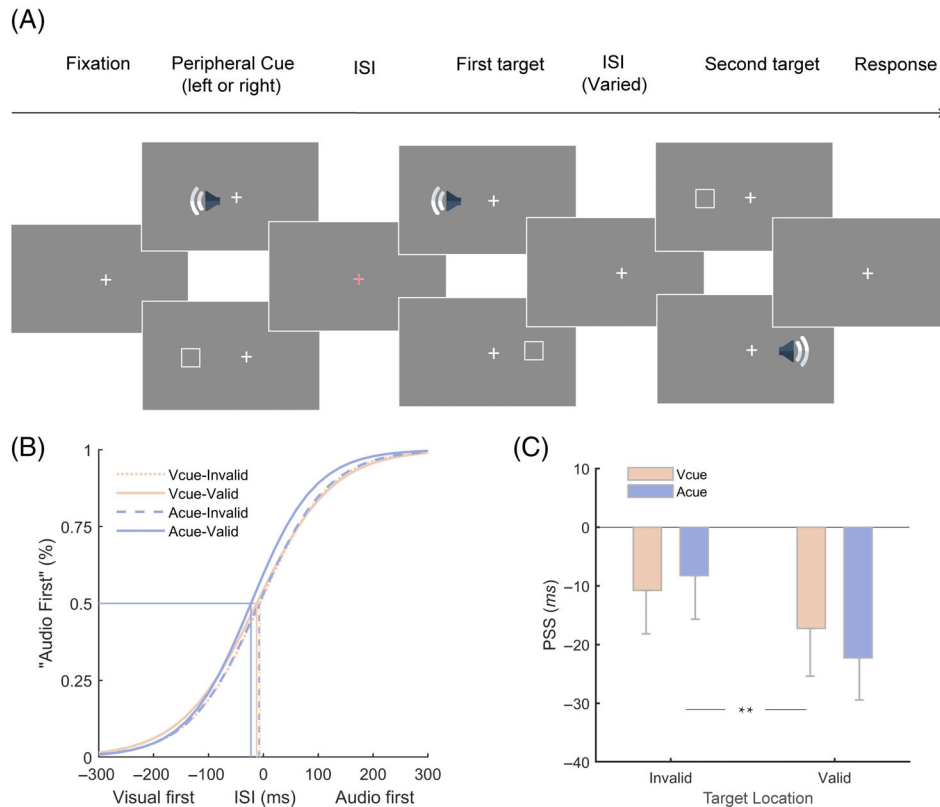 (A)
Fixation
Peripheral Cue
(left or right)
ISI
First target
ISI
(Varied)
Second target
Response
(B)
1
0.75
0.5
0.25
0
"Audio First" (%)
Vcue-Invalid
Vcue-Valid
Acue-Invalid
Acue-Valid
−300
−200
−100
0
100
200
300
Visual first
ISI (ms)
Audio first
(C)
Vcue
Acue
10
0
−10
−20
−30
−40
PSS (ms)
**
Invalid
Valid
Target Location